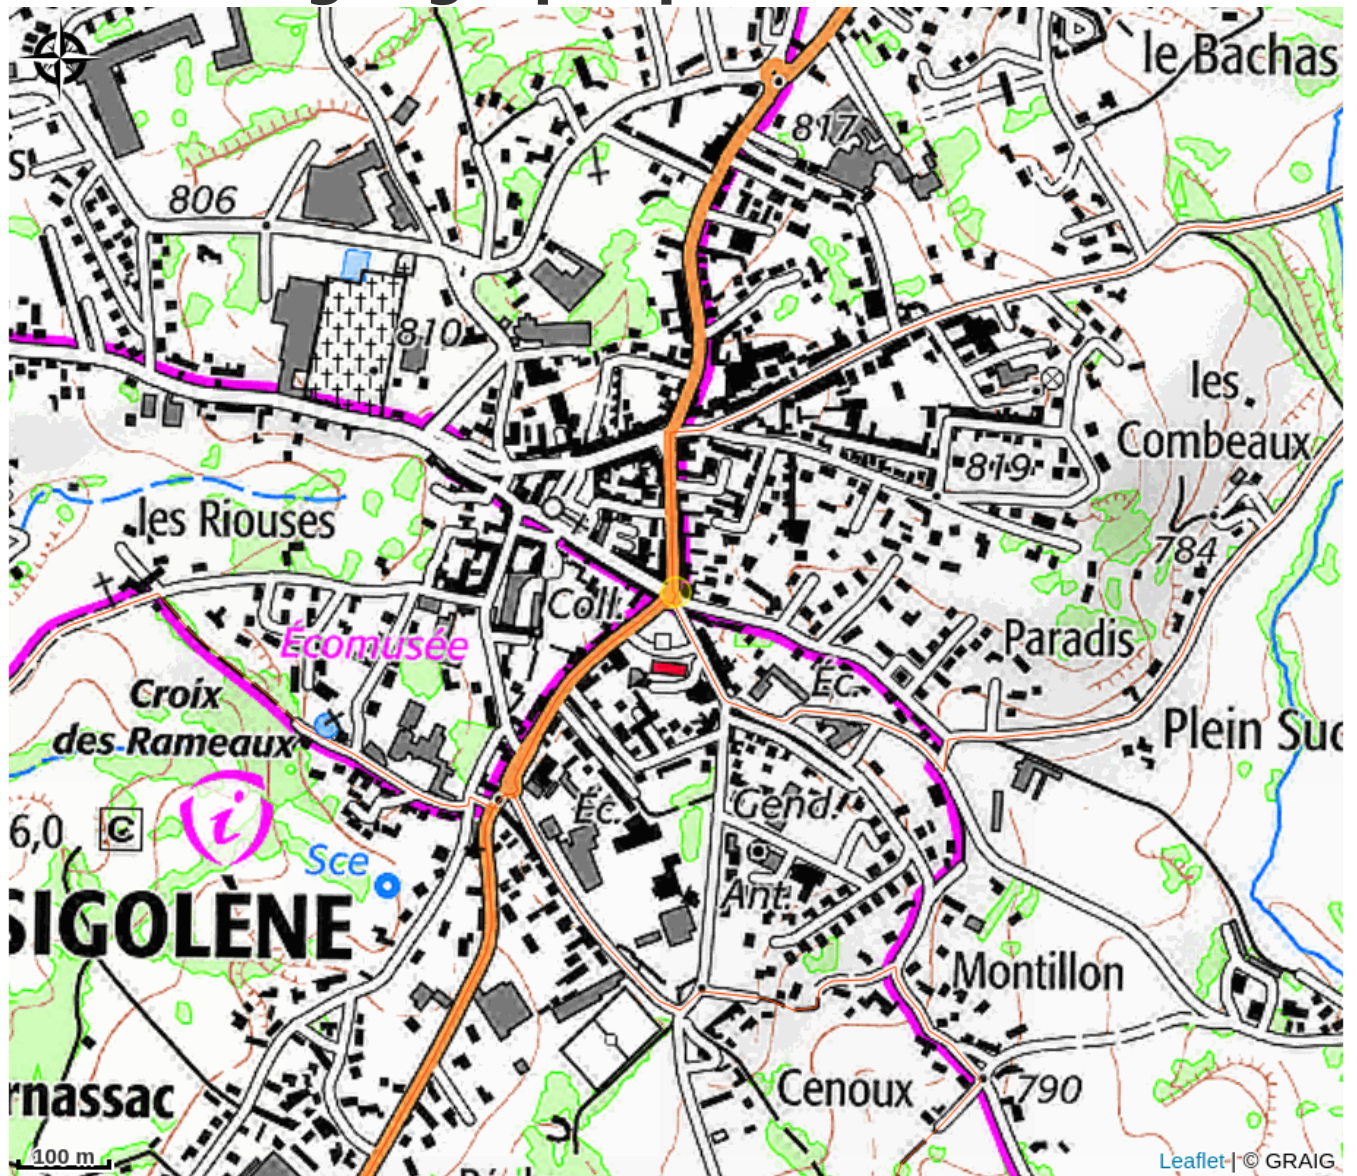 le Bachas
817
806
810
les
Combeaux
819
les Riouses
784
Coll.
Écomusée
Paradis
Éc.
Croix
des Rameaux
Plein Sud
Éc.
Gend.
6,0
C
i
Sce
Ant.
SIGOLÈNE
Montillon
Cenoux
790
rnassac
100 m
Leaflet | © GRAIG